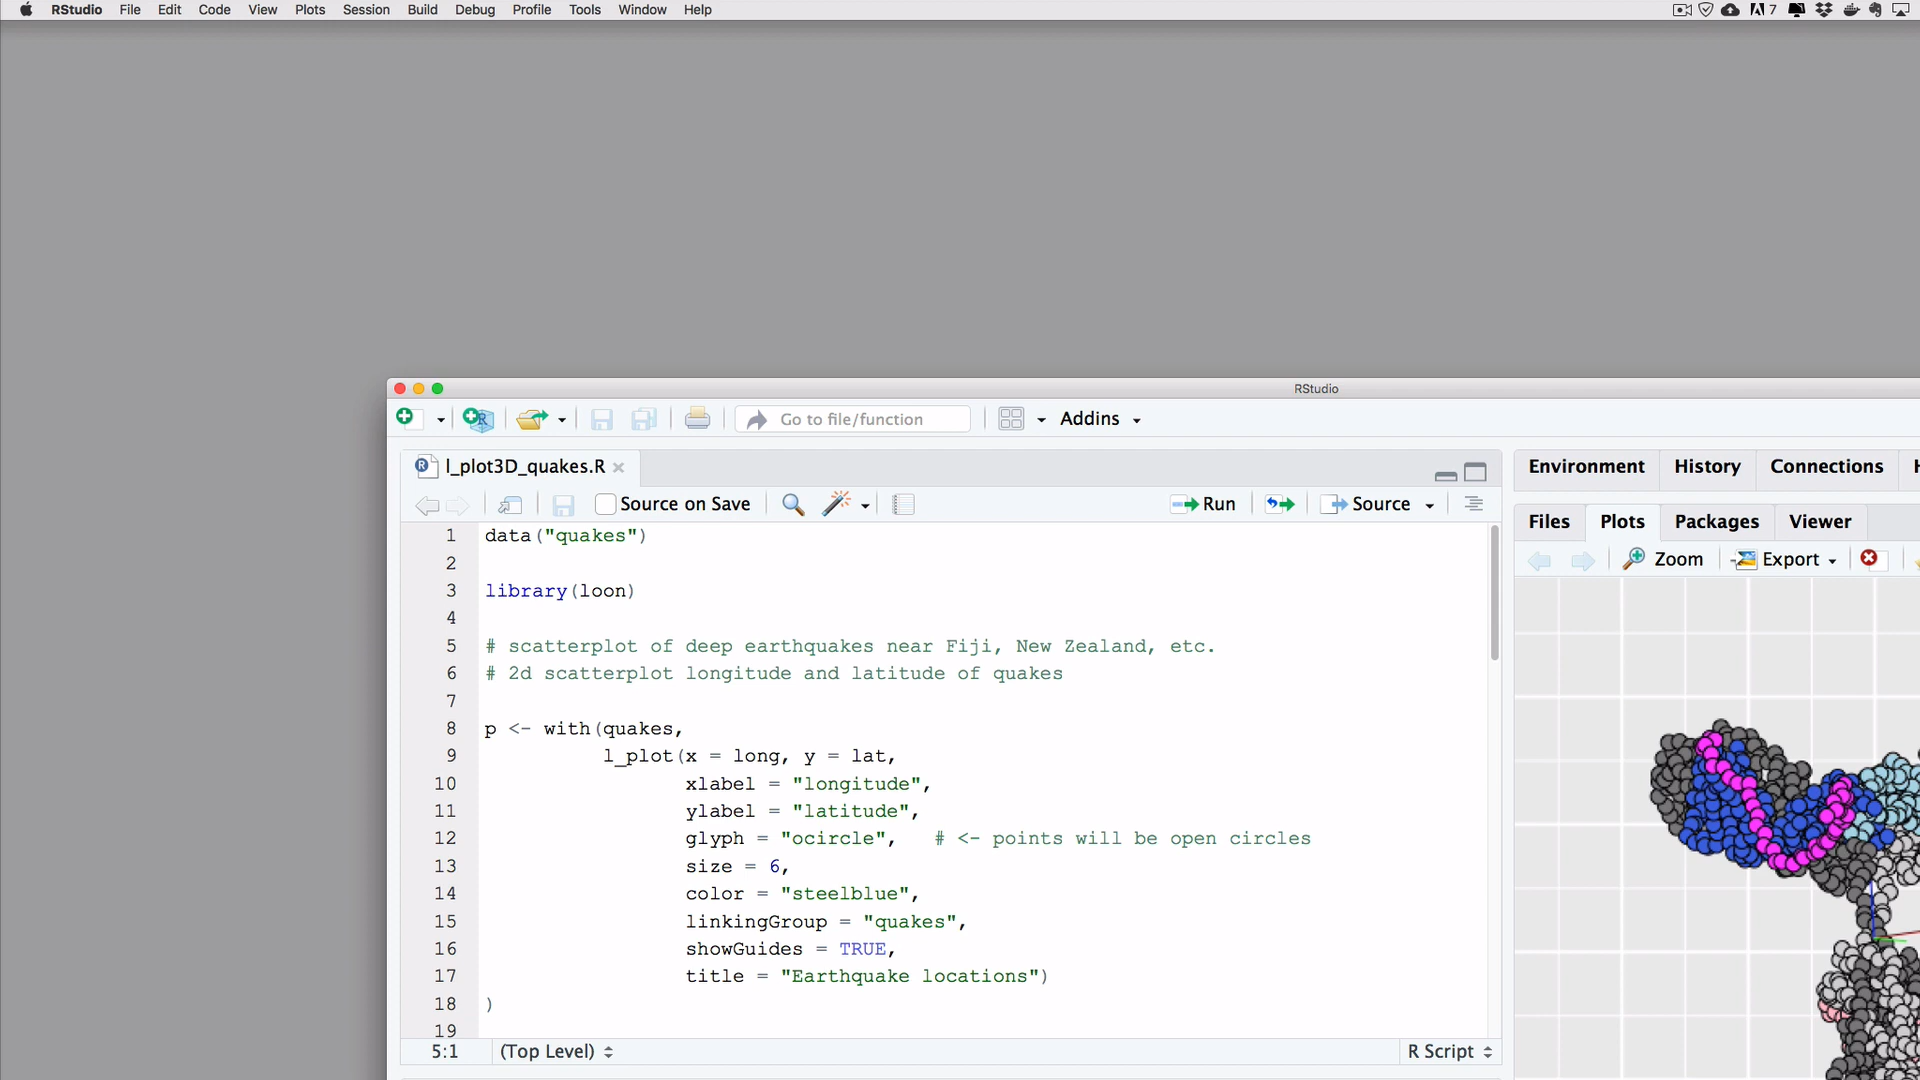 RStudio File Edit Code View Plots Session Build Debug Profile Tools Window Help 7
RStudio
Go to file/function Addins
l_plot3D_quakes.R
Source on Save Run Source
1 data("quakes")
2
3 library(loon)
4
5 # scatterplot of deep earthquakes near Fiji, New Zealand, etc.
6 # 2d scatterplot longitude and latitude of quakes
7
8 p <- with(quakes,
9 l_plot(x = long, y = lat,
10 xlabel = "longitude",
11 ylabel = "latitude",
12 glyph = "ocircle", # <- points will be open circles
13 size = 6,
14 color = "steelblue",
15 linkingGroup = "quakes",
16 showGuides = TRUE,
17 title = "Earthquake locations")
18 )
19
5:1 (Top Level) R Script
Environment History Connections
Files Plots Packages Viewer
Zoom Export